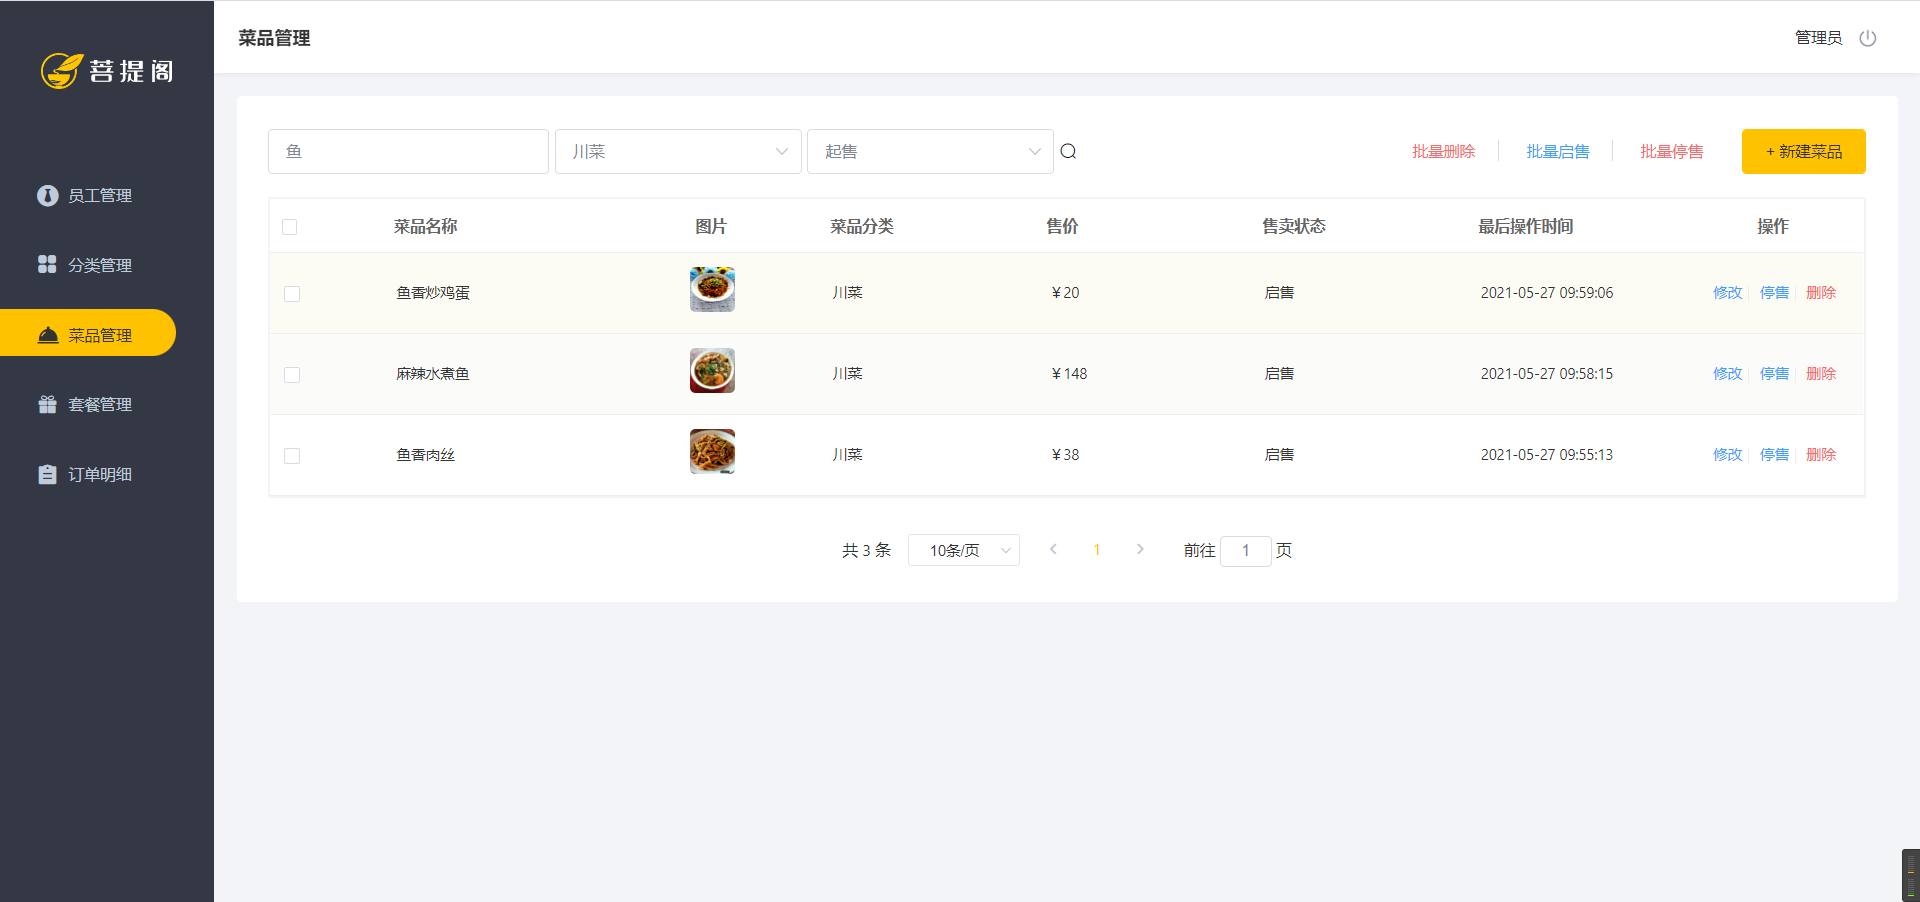 菩提阁
员工管理
分类管理
菜品管理
套餐管理
订单明细
菜品管理
管理员
鱼 川菜 起售 批量删除 批量启售 批量停售 + 新建菜品
菜品名称 图片 菜品分类 售价 售卖状态 最后操作时间 操作
鱼香炒鸡蛋 川菜 ￥20 启售 2021-05-27 09:59:06 修改 停售 删除
麻辣水煮鱼 川菜 ￥148 启售 2021-05-27 09:58:15 修改 停售 删除
鱼香肉丝 川菜 ￥38 启售 2021-05-27 09:55:13 修改 停售 删除
共 3 条 10条/页 1 前往 1 页